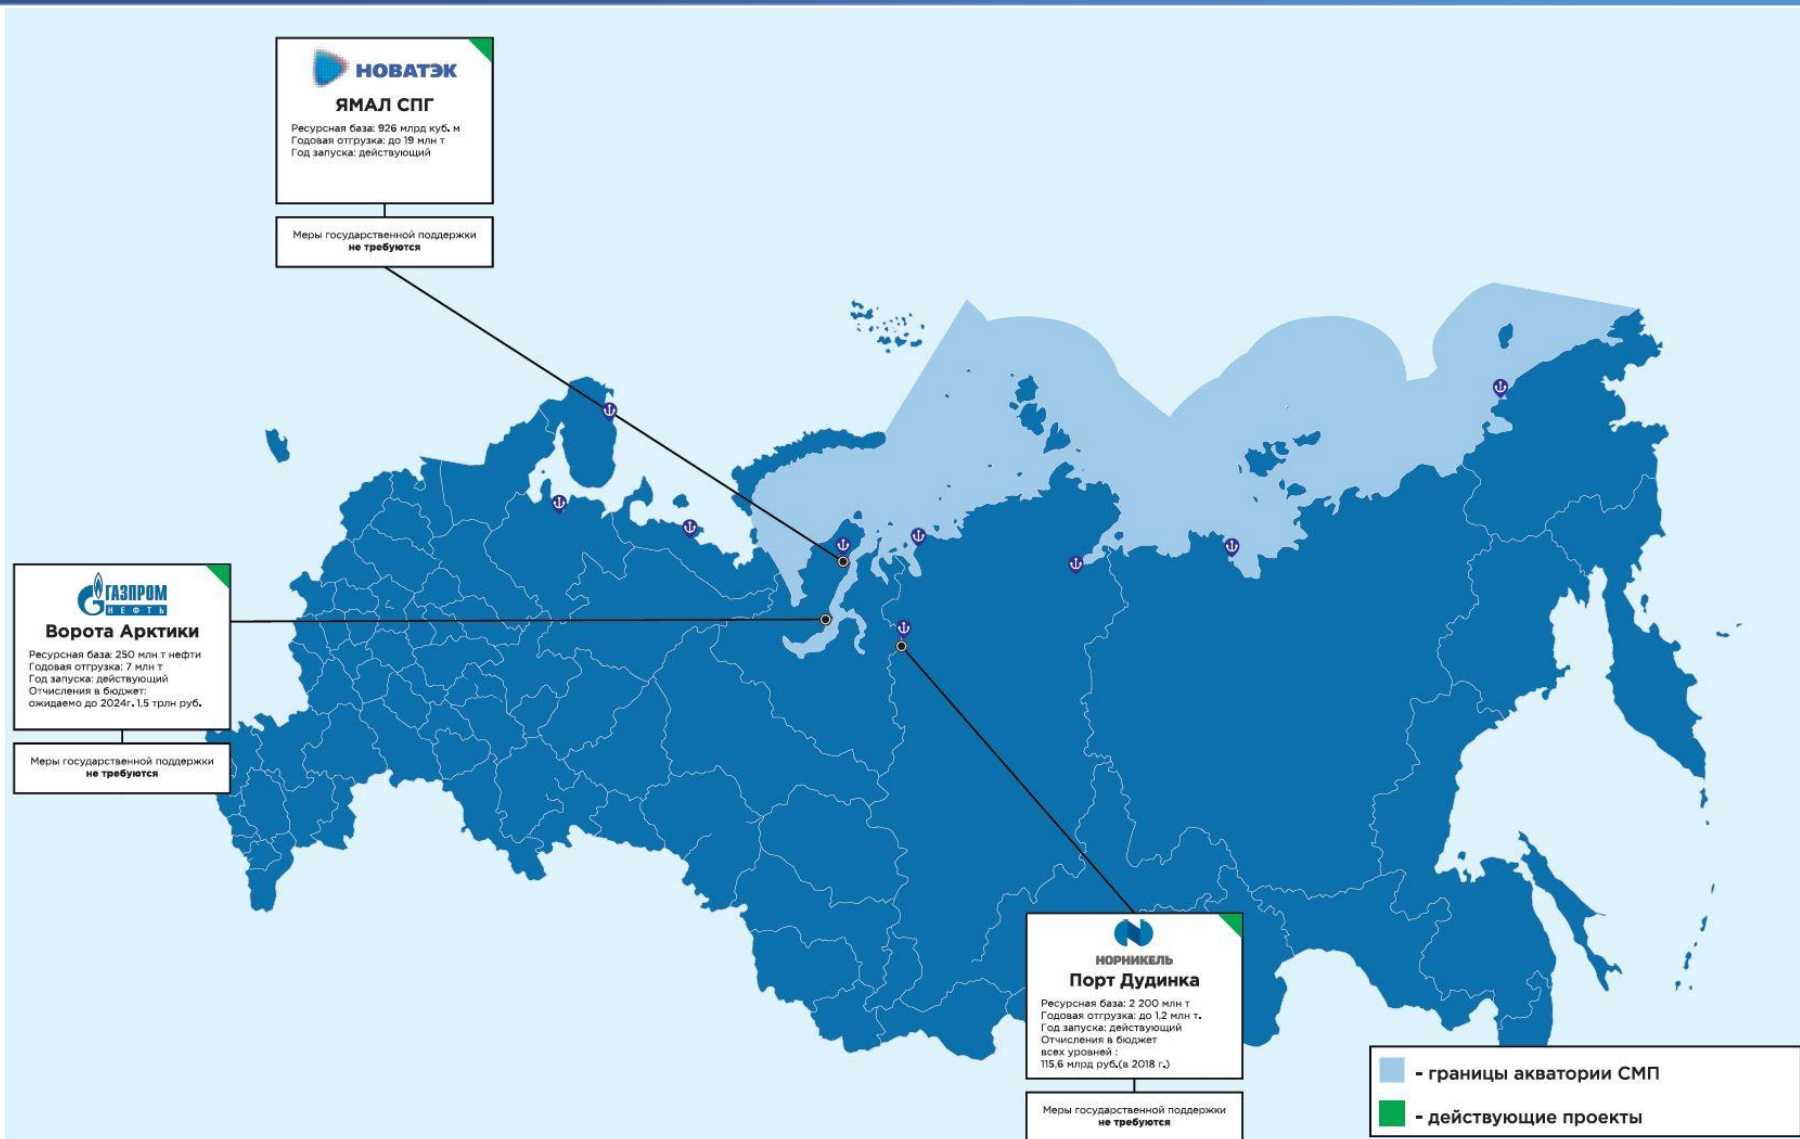 НОВАТЭК
ЯМАЛ СПГ
Ресурсная база: 926 млрд куб. м
Годовая отгрузка: до 19 млн т
Год запуска: действующий
Меры государственной поддержки
не требуются
ГАЗПРОМ
НЕФТЬ
Ворота Арктики
Ресурсная база: 250 млн т нефти
Годовая отгрузка: 7 млн т
Год запуска: действующий
Отчисления в бюджет:
ожидаемо до 2024г. 1,5 трлн руб.
Меры государственной поддержки
не требуются
НОРНИКЕЛЬ
Порт Дудинка
Ресурсная база: 2 200 млн т
Годовая отгрузка: до 1,2 млн т.
Год запуска: действующий
Отчисления в бюджет
всех уровней :
115,6 млрд руб.(в 2018 г.)
Меры государственной поддержки
не требуются
- границы акватории СМП
- действующие проекты